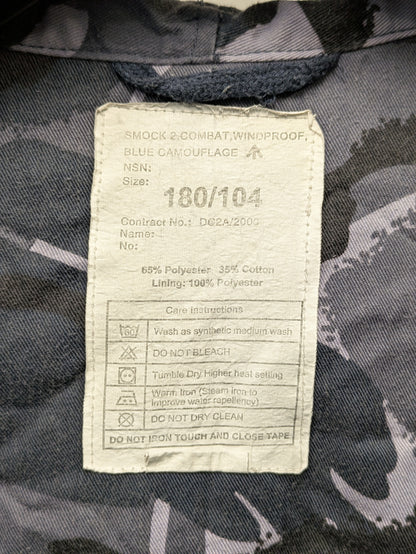 SMOCK 2,COMBAT,WINDPROOF,
BLUE CAMOUFLAGE
NSN:
Size:
180/104
Contract No.: DC2A/2006
Name:
No:
65% Polyester 35% Cotton
Lining: 100% Polyester
Care Instructions
60 Wash as synthetic medium wash
DO NOT BLEACH
Tumble Dry Higher heat setting
Warm Iron (Steam iron to
improve water repellency)
DO NOT DRY CLEAN
DO NOT IRON TOUCH AND CLOSE TAPE